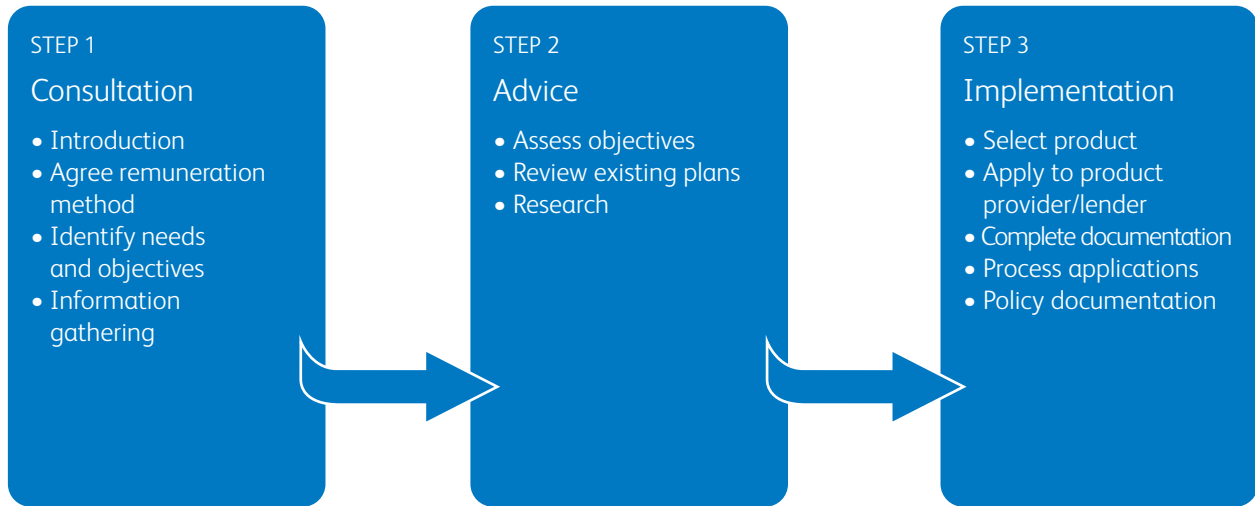 STEP 1
Consultation
• Introduction
• Agree remuneration
method
• Identify needs
and objectives
• Information
gathering
STEP 2
Advice
• Assess objectives
• Review existing plans
• Research
STEP 3
Implementation
• Select product
• Apply to product
provider/lender
• Complete documentation
• Process applications
• Policy documentation